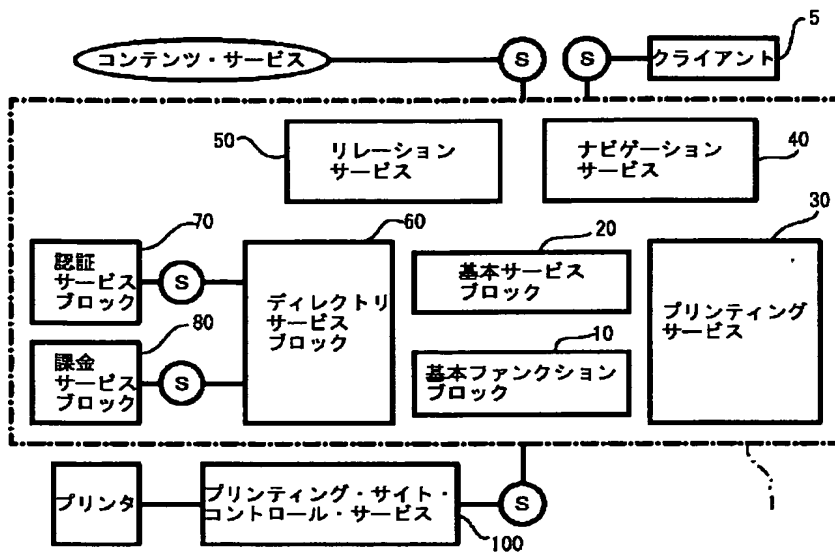 コンテンツ・サービス
S
S
クライアント
5
50
リレーション
サービス
ナビゲーション
サービス
40
70
認証
サービス
ブロック
S
60
ディレクトリ
サービス
ブロック
20
基本サービス
ブロック
30
プリンティング
サービス
80
課金
サービス
ブロック
S
10
基本ファンクション
ブロック
プリンタ
プリンティング・サイト・
コントロール・サービス
100
S
1